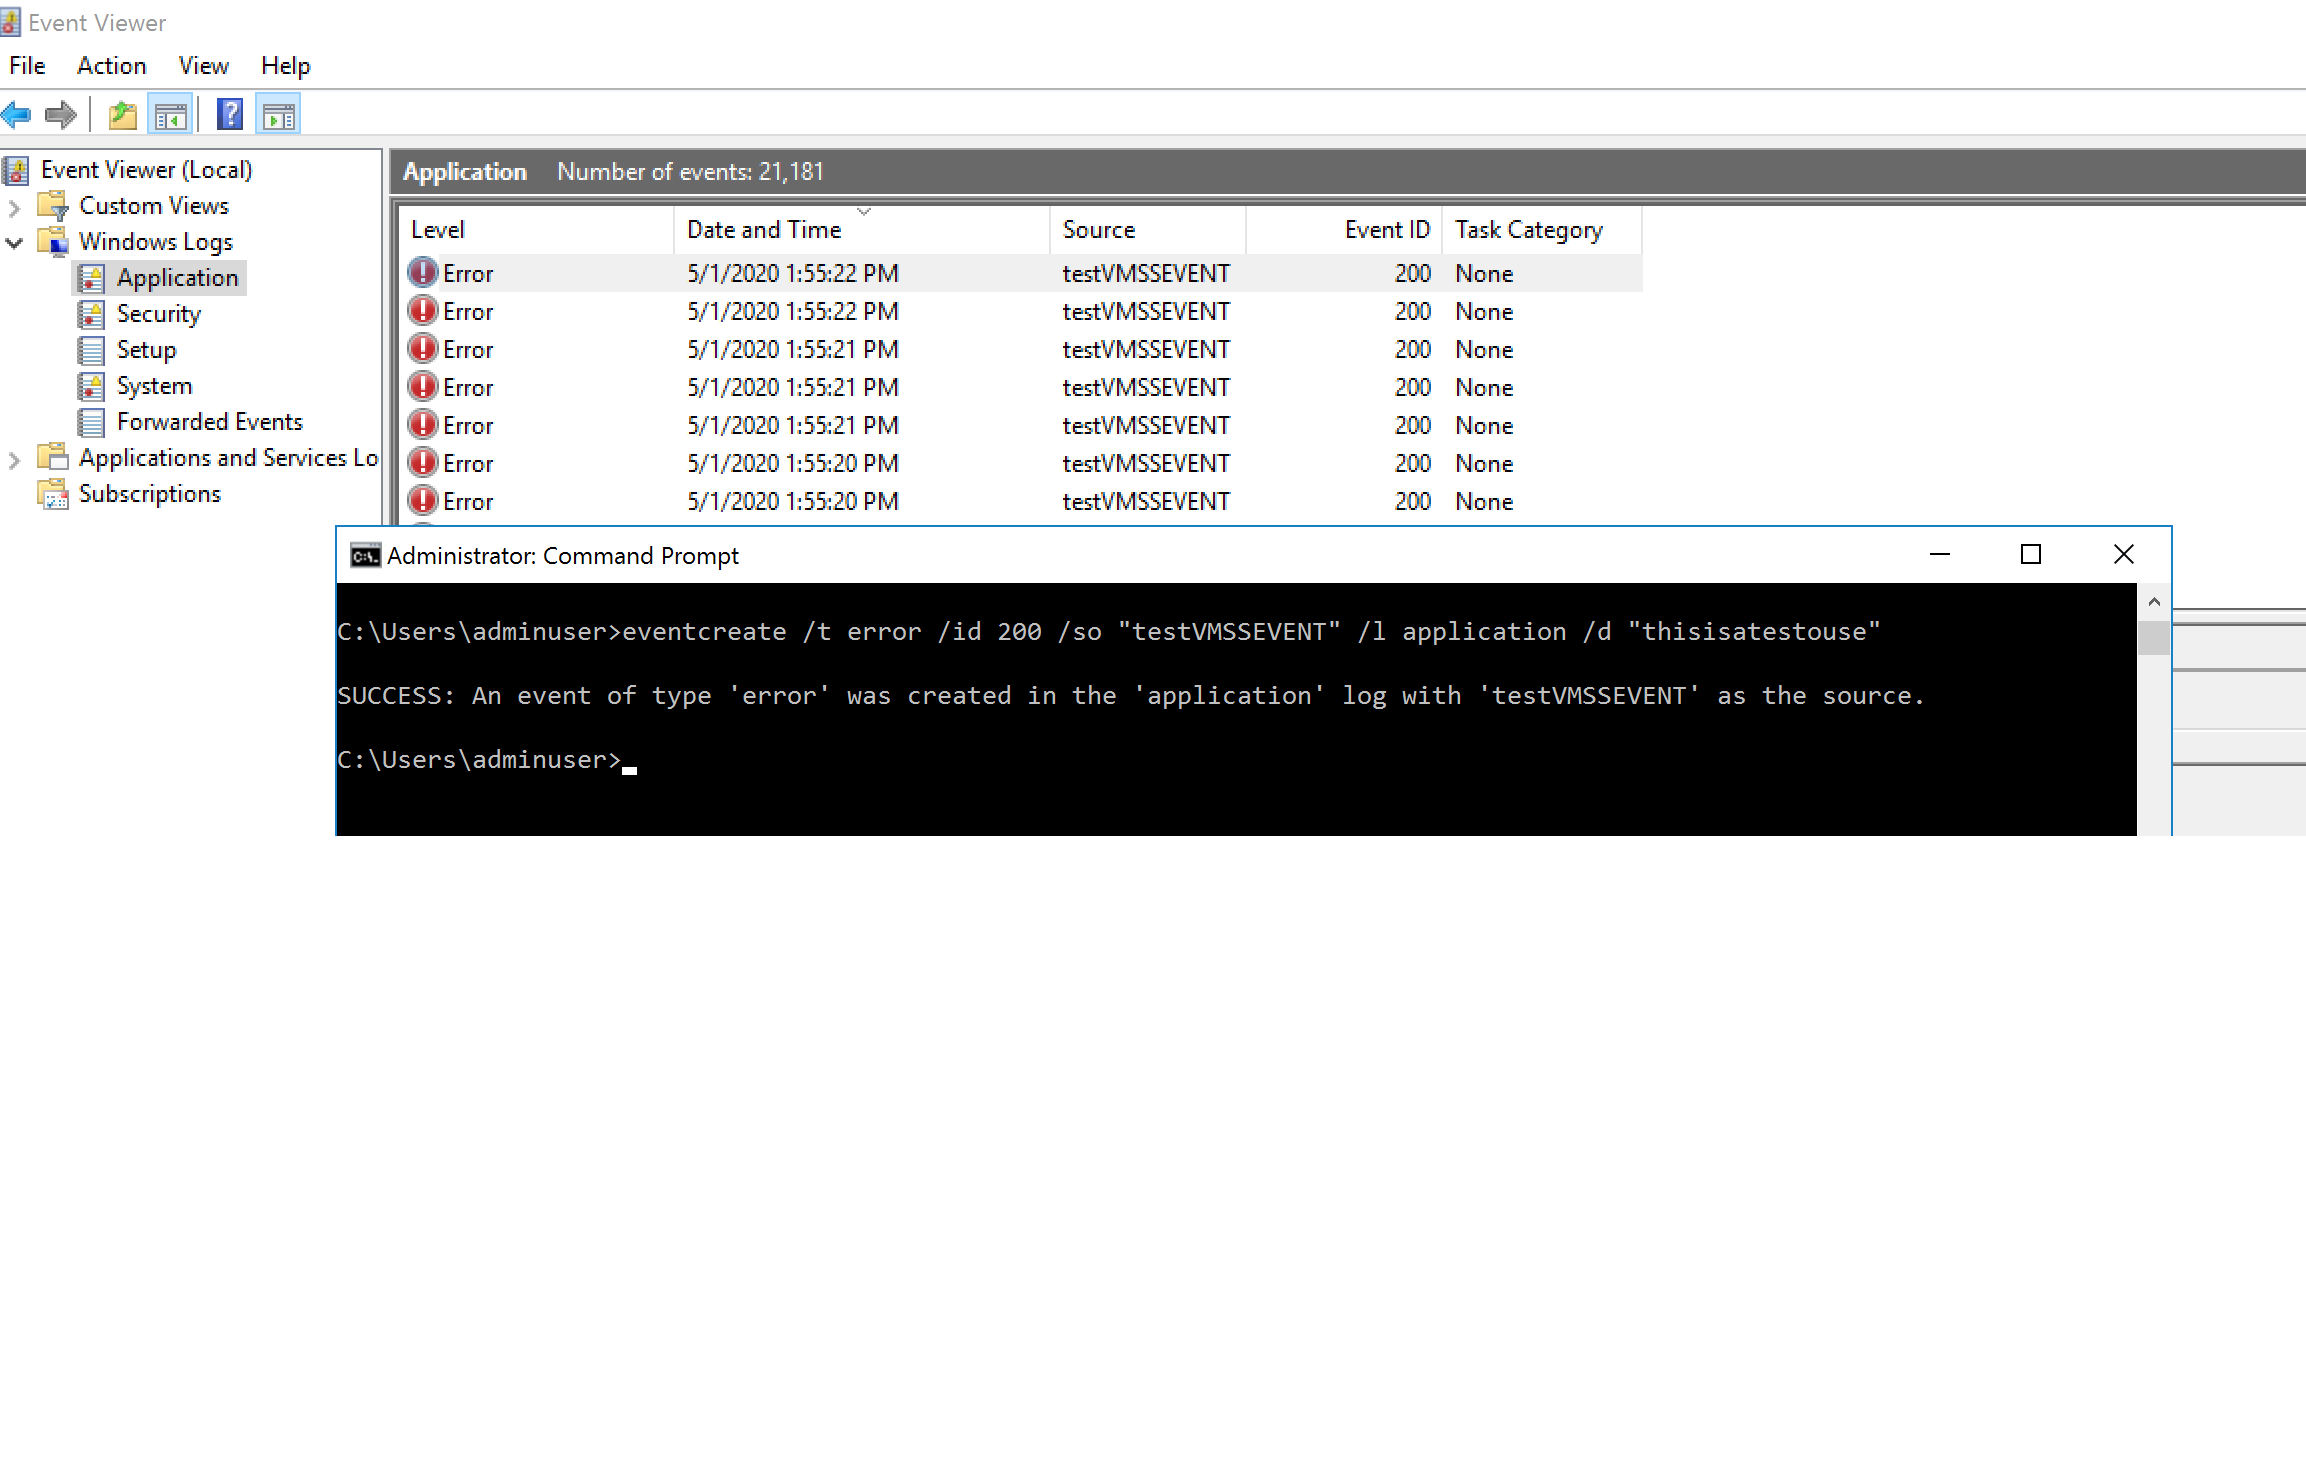 Event Viewer
File Action View Help
Event Viewer (Local)
Custom Views
Windows Logs
Application
Security
Setup
System
Forwarded Events
Applications and Services Lo
Subscriptions
Application Number of events: 21,181
Level Date and Time Source Event ID Task Category
Error 5/1/2020 1:55:22 PM testVMSSEVENT 200 None
Error 5/1/2020 1:55:22 PM testVMSSEVENT 200 None
Error 5/1/2020 1:55:21 PM testVMSSEVENT 200 None
Error 5/1/2020 1:55:21 PM testVMSSEVENT 200 None
Error 5/1/2020 1:55:21 PM testVMSSEVENT 200 None
Error 5/1/2020 1:55:20 PM testVMSSEVENT 200 None
Error 5/1/2020 1:55:20 PM testVMSSEVENT 200 None
Administrator: Command Prompt
C:\Users\adminuser>eventcreate /t error /id 200 /so "testVMSSEVENT" /l application /d "thisisatestouse"
SUCCESS: An event of type 'error' was created in the 'application' log with 'testVMSSEVENT' as the source.
C:\Users\adminuser>